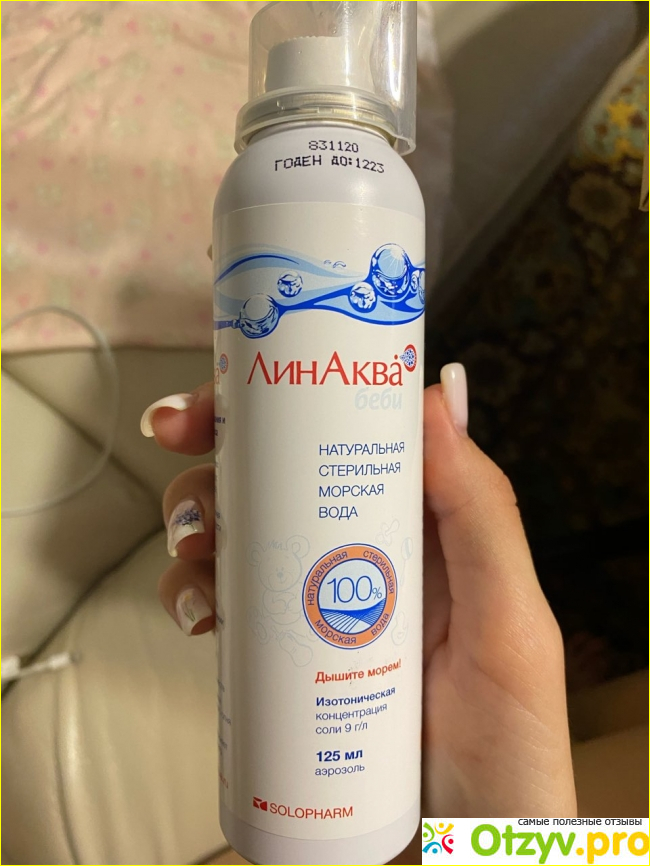 831120
ГОДЕН ДО:1223
ЛинАква
беби
НАТУРАЛЬНАЯ
СТЕРИЛЬНАЯ
МОРСКАЯ
ВОДА
натуральная стерильная
100%
морская вода
Дышите морем!
Изотоническая
концентрация
соли 9 г/л
125 мл
аэрозоль
SOLOPHARM
самые полезные отзывы
Otzyv.pro